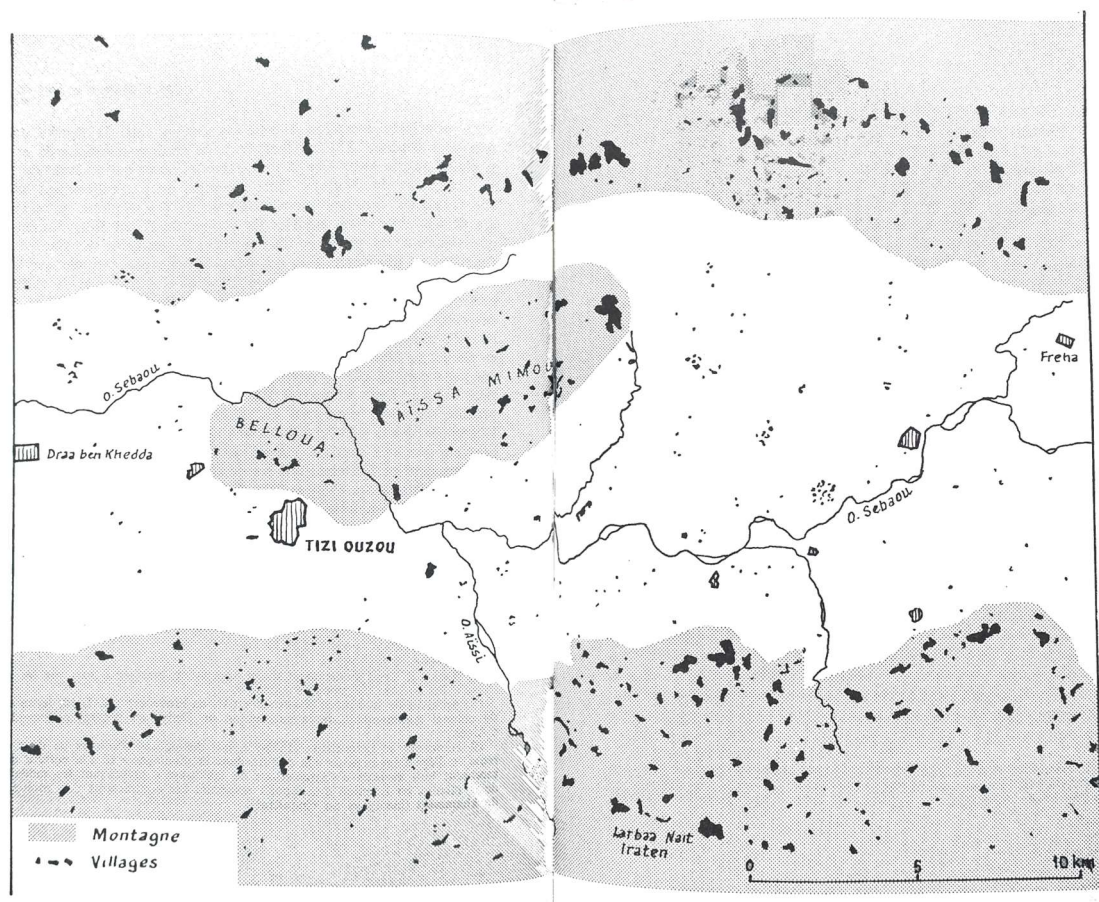 O. Sebaou
Freha
AÏSSA MIMOU
BELLOUA
Draa ben Khedda
O. Sebaou
TIZI OUZOU
O. Aïssi
Larbaa Nait
Iraten
Montagne
Villages
0 5 10 km